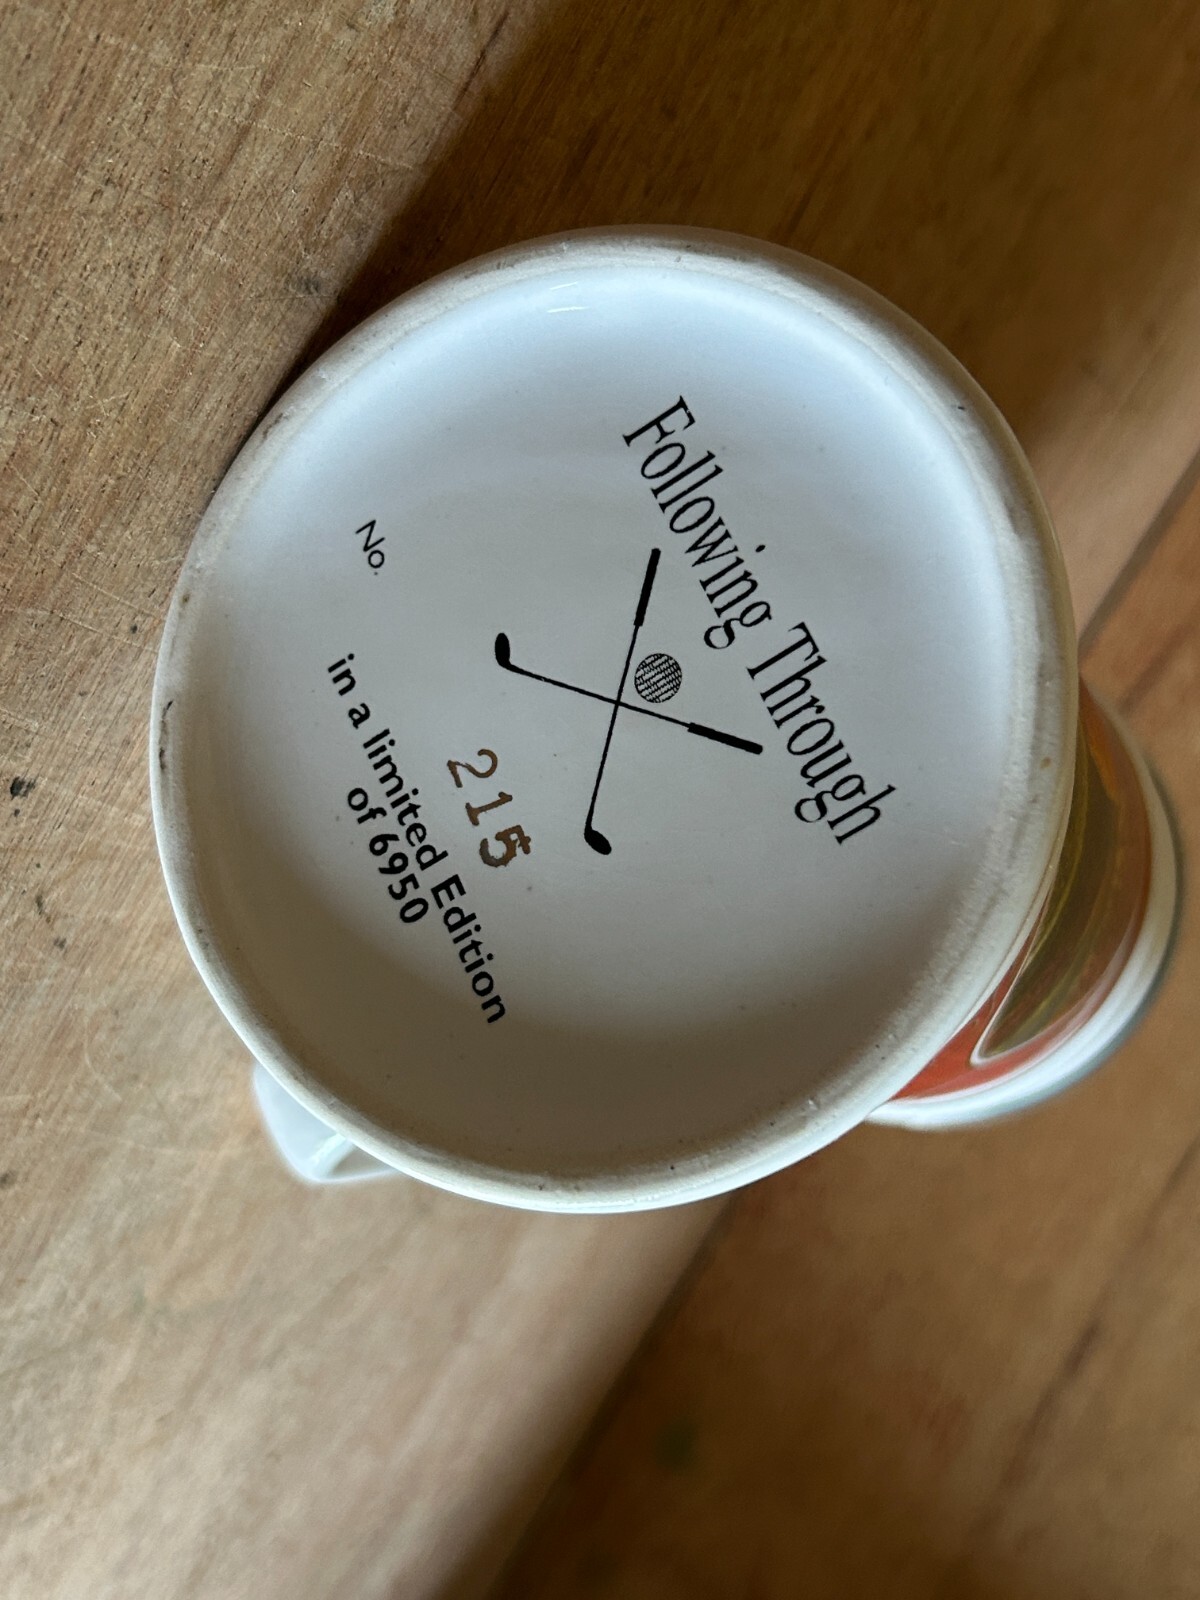 Following Through
215
No.
in a limited Edition
of 6950